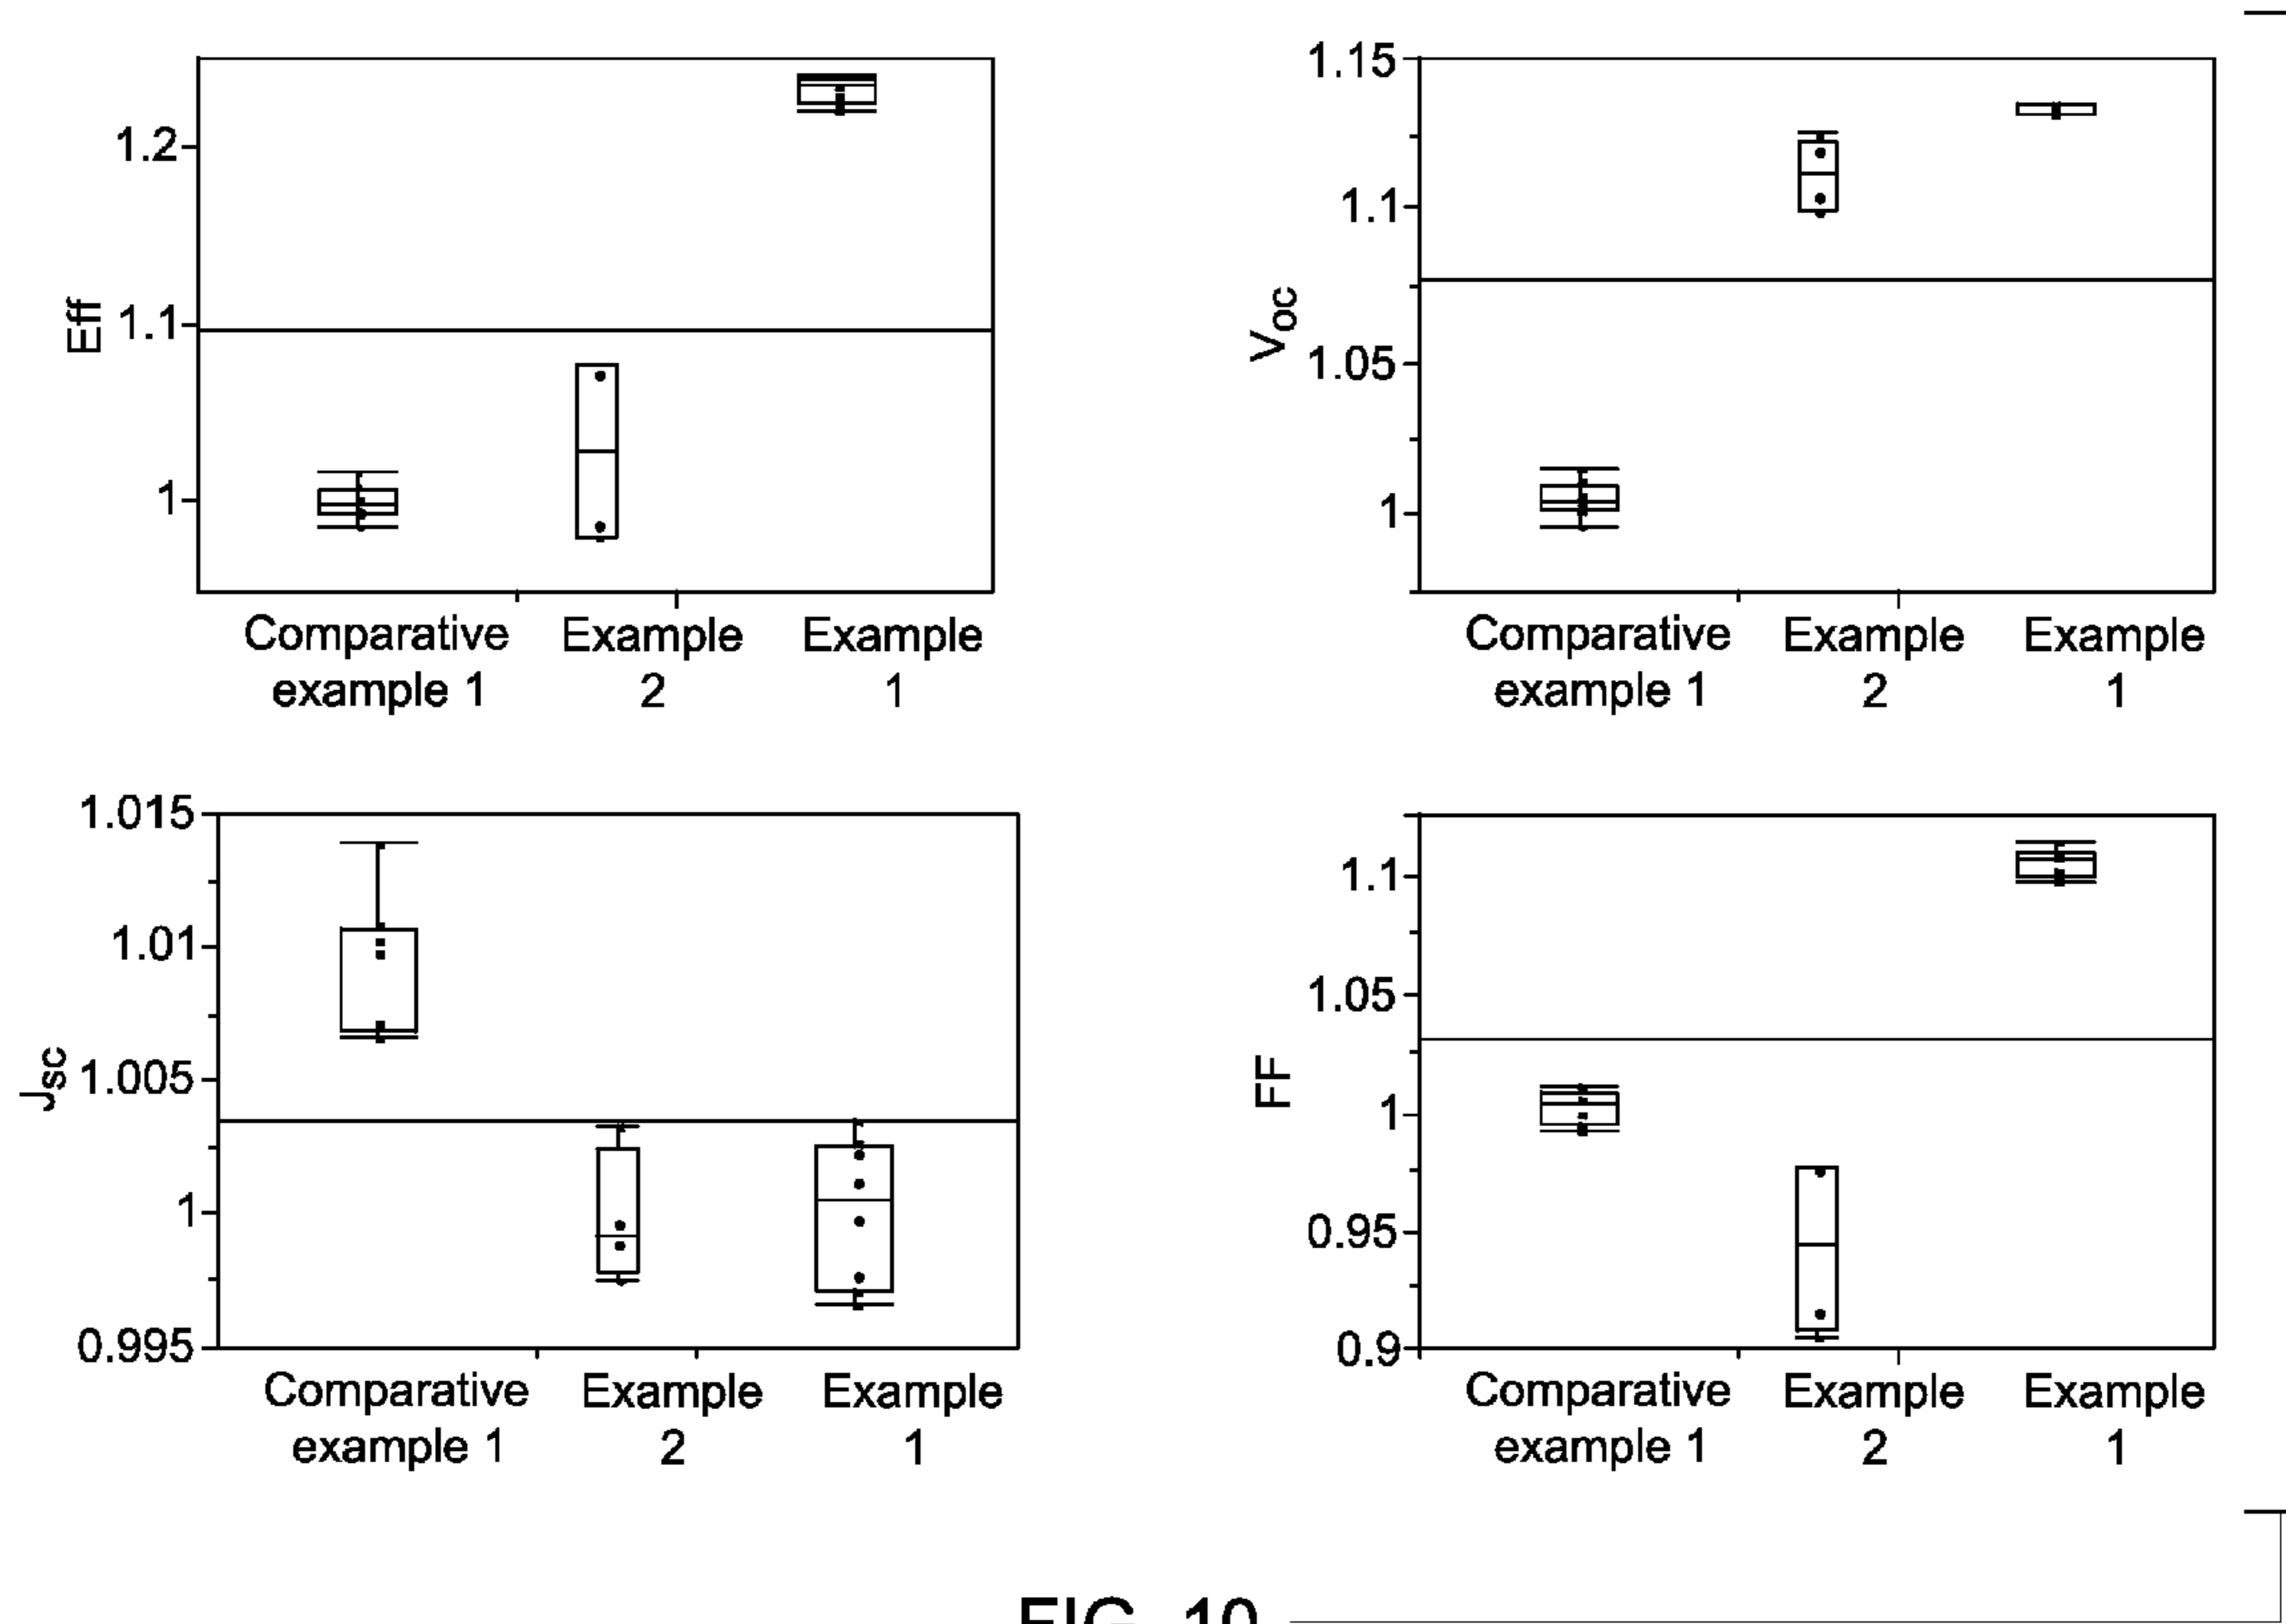 Eff
1.2
1.1
1
Comparative Example Example
example 1 2 1
Voc
1.15
1.1
1.05
1
Comparative Example Example
example 1 2 1
Jsc
1.015
1.01
1.005
1
0.995
Comparative Example Example
example 1 2 1
FF
1.1
1.05
1
0.95
0.9
Comparative Example Example
example 1 2 1